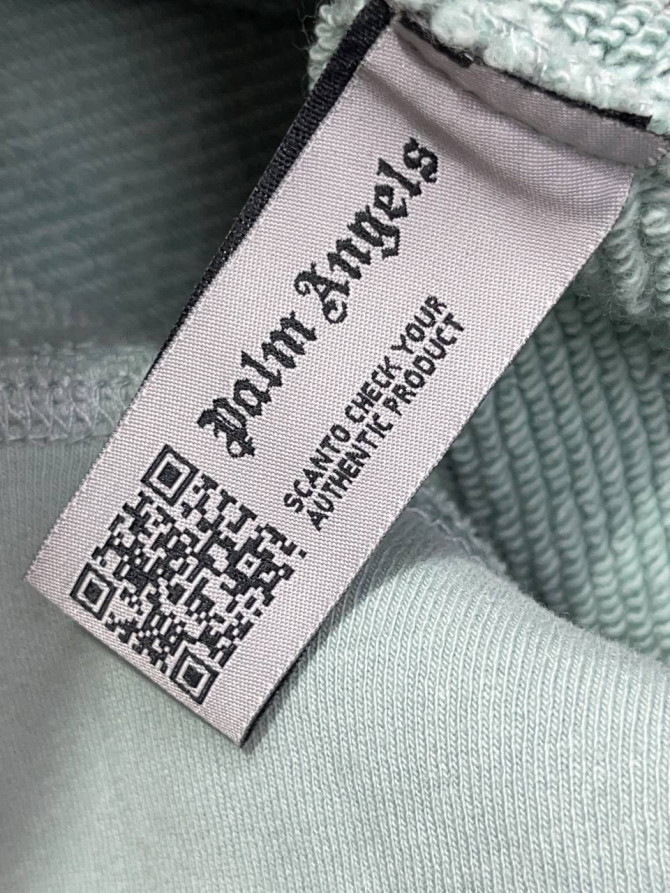 Palm Angels
SCANTO CHECK YOUR
AUTHENTIC PRODUCT